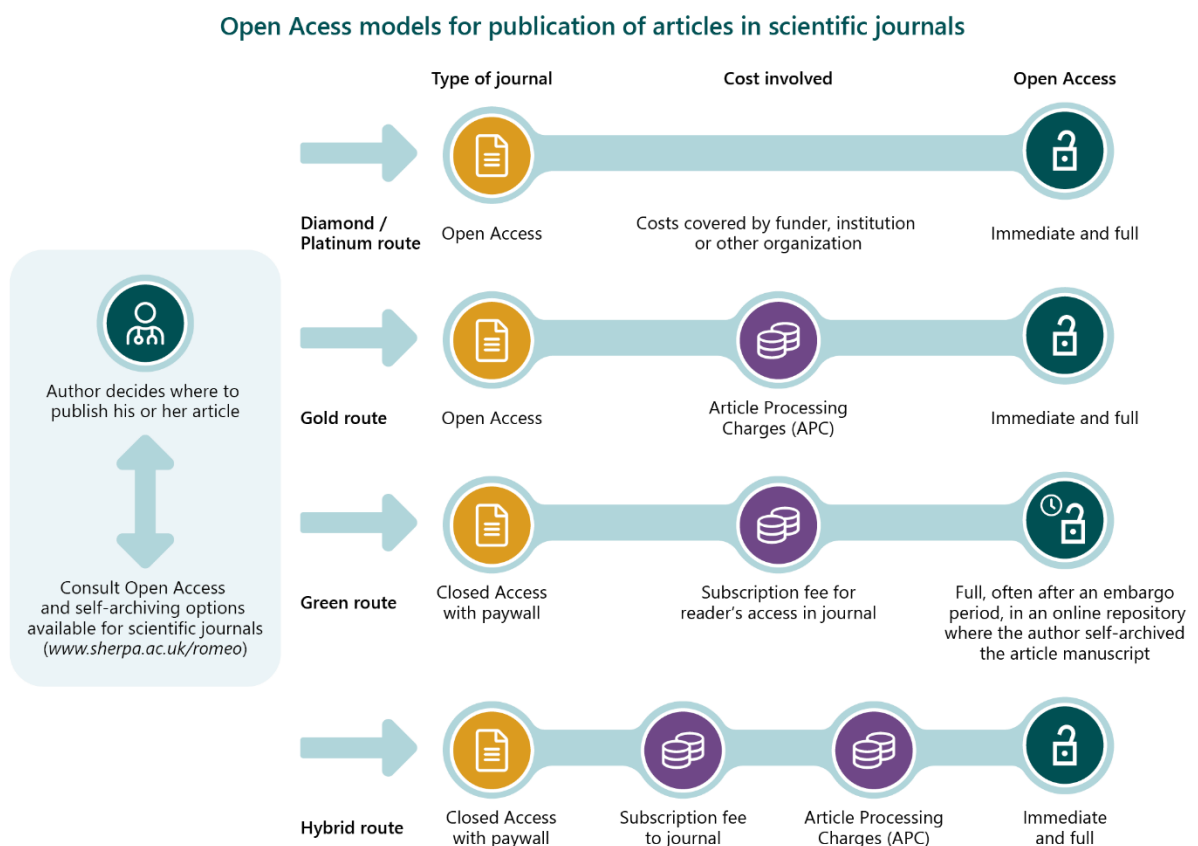 Open Acess models for publication of articles in scientific journals
Type of journal
Cost involved
Open Access
Author decides where to
publish his or her article
Consult Open Access
and self-archiving options
available for scientific journals
(www.sherpa.ac.uk/romeo)
Diamond /
Platinum route
Open Access
Costs covered by funder, institution
or other organization
Immediate and full
Gold route
Open Access
Article Processing
Charges (APC)
Immediate and full
Green route
Closed Access
with paywall
Subscription fee for
reader's access in journal
Full, often after an embargo
period, in an online repository
where the author self-archived
the article manuscript
Hybrid route
Closed Access
with paywall
Subscription fee
to journal
Article Processing
Charges (APC)
Immediate
and full